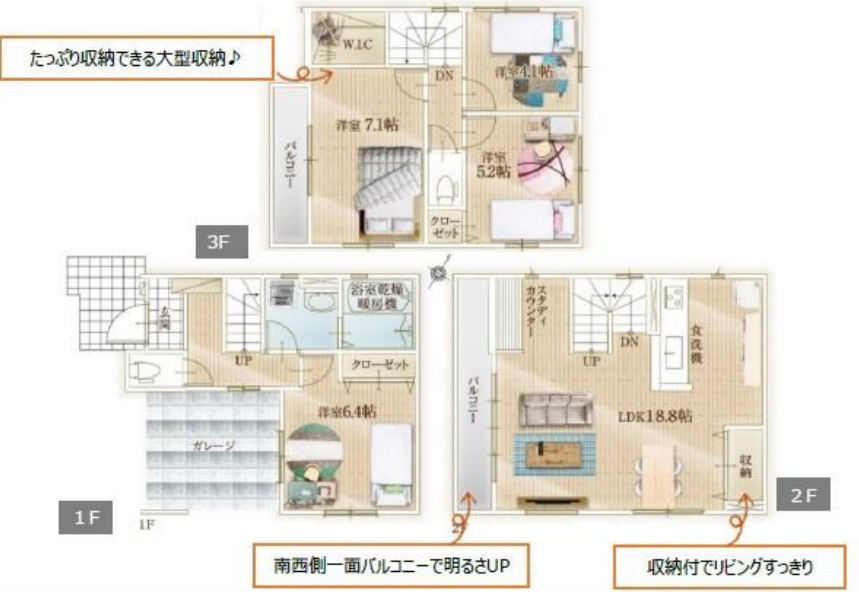 たっぷり収納できる大型収納♪
W.I.C
DN
洋室4.1帖
洋室 7.1帖
バルコニー
洋室
5.2帖
クロー
ゼット
3F
玄関
UP
浴室乾燥
暖房機
クローゼット
洋室6.4帖
ガレージ
1F
1F
スタディ
カウンター
UP
DN
食洗機
バルコニー
LDK18.8帖
収納
2F
南西側一面バルコニーで明るさUP
収納付でリビングすっきり